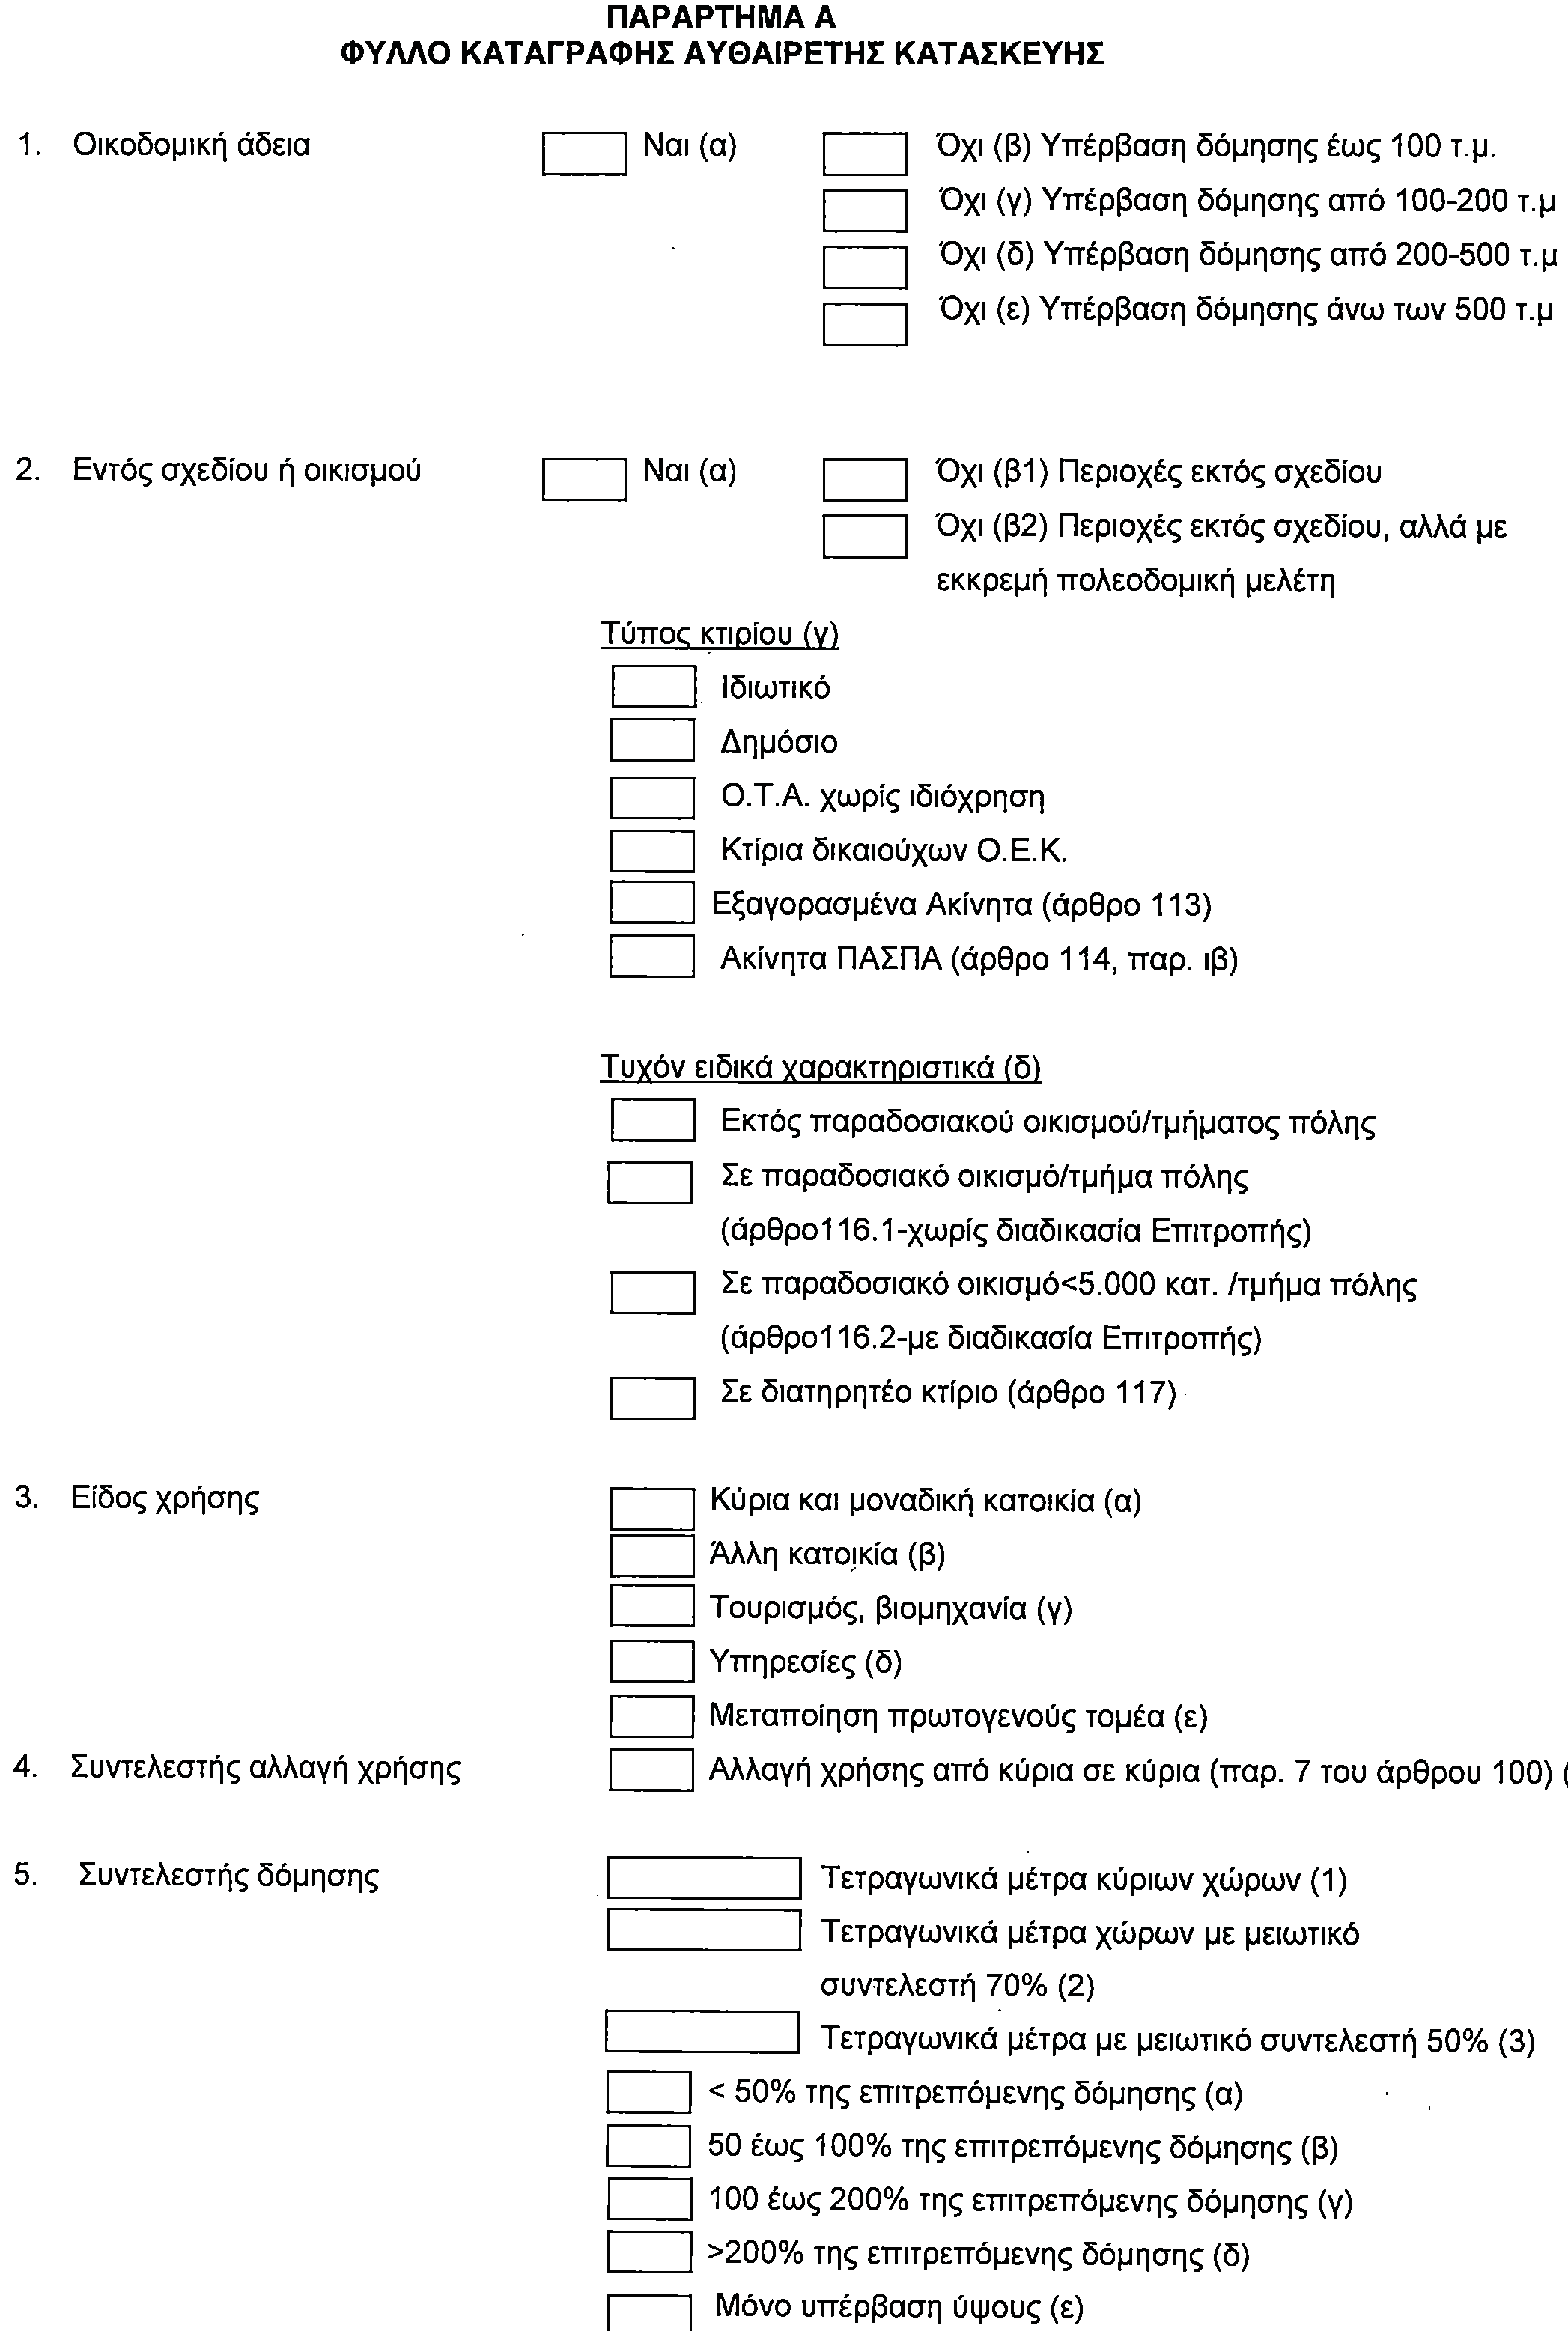 ΠΑΡΑΡΤΗΜΑ Α
ΦΥΛΛΟ ΚΑΤΑΓΡΑΦΗΣ ΑΥΘΑΙΡΕΤΗΣ ΚΑΤΑΣΚΕΥΗΣ
1. Οικοδομική άδεια Ναι (α) Όχι (β) Υπέρβαση δόμησης έως 100 τ.μ.
Όχι (γ) Υπέρβαση δόμησης από 100-200 τ.μ
Όχι (δ) Υπέρβαση δόμησης από 200-500 τ.μ
Όχι (ε) Υπέρβαση δόμησης άνω των 500 τ.μ
2. Εντός σχεδίου ή οικισμού Ναι (α) Όχι (β1) Περιοχές εκτός σχεδίου
Όχι (β2) Περιοχές εκτός σχεδίου, αλλά με
εκκρεμή πολεοδομική μελέτη
Τύπος κτιρίου (γ)
Ιδιωτικό
Δημόσιο
Ο.Τ.Α. χωρίς ιδιόχρηση
Κτίρια δικαιούχων Ο.Ε.Κ.
Εξαγορασμένα Ακίνητα (άρθρο 113)
Ακίνητα ΠΑΣΠΑ (άρθρο 114, παρ. ιβ)
Τυχόν ειδικά χαρακτηριστικά (δ)
Εκτός παραδοσιακού οικισμού/τμήματος πόλης
Σε παραδοσιακό οικισμό/τμήμα πόλης
(άρθρο116.1-χωρίς διαδικασία Επιτροπής)
Σε παραδοσιακό οικισμό<5.000 κατ. /τμήμα πόλης
(άρθρο116.2-με διαδικασία Επιτροπής)
Σε διατηρητέο κτίριο (άρθρο 117)
3. Είδος χρήσης Κύρια και μοναδική κατοικία (α)
Άλλη κατοικία (β)
Τουρισμός, βιομηχανία (γ)
Υπηρεσίες (δ)
Μεταποίηση πρωτογενούς τομέα (ε)
4. Συντελεστής αλλαγή χρήσης Αλλαγή χρήσης από κύρια σε κύρια (παρ. 7 του άρθρου 100) (
5. Συντελεστής δόμησης Τετραγωνικά μέτρα κύριων χώρων (1)
Τετραγωνικά μέτρα χώρων με μειωτικό
συντελεστή 70% (2)
Τετραγωνικά μέτρα με μειωτικό συντελεστή 50% (3)
< 50% της επιτρεπόμενης δόμησης (α)
50 έως 100% της επιτρεπόμενης δόμησης (β)
100 έως 200% της επιτρεπόμενης δόμησης (γ)
>200% της επιτρεπόμενης δόμησης (δ)
Μόνο υπέρβαση ύψους (ε)